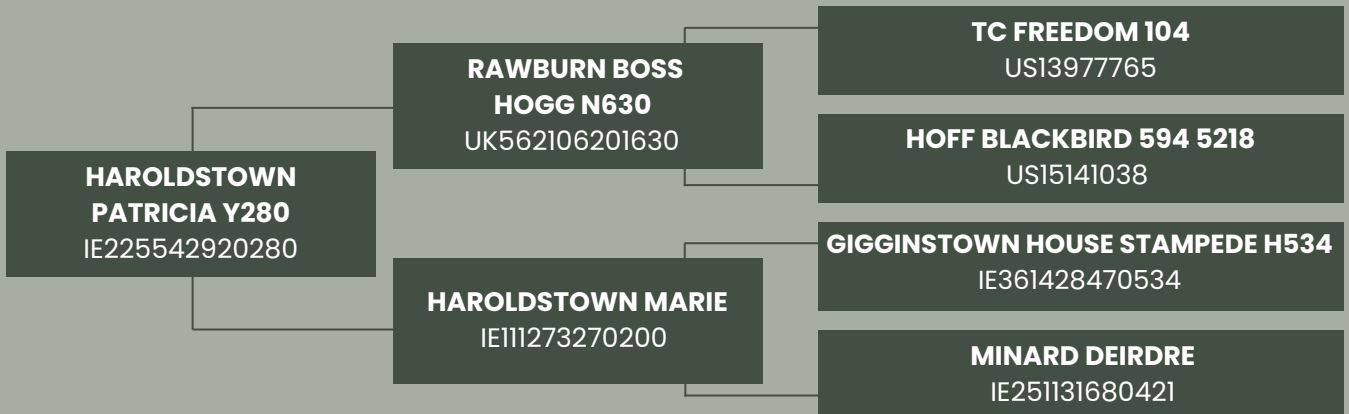 TC FREEDOM 104
US13977765
RAWBURN BOSS
HOGG N630
UK562106201630
HOFF BLACKBIRD 594 5218
US15141038
HAROLDSTOWN
PATRICIA Y280
IE225542920280
GIGGINSTOWN HOUSE STAMPEDE H534
IE361428470534
HAROLDSTOWN MARIE
IE111273270200
MINARD DEIRDRE
IE251131680421